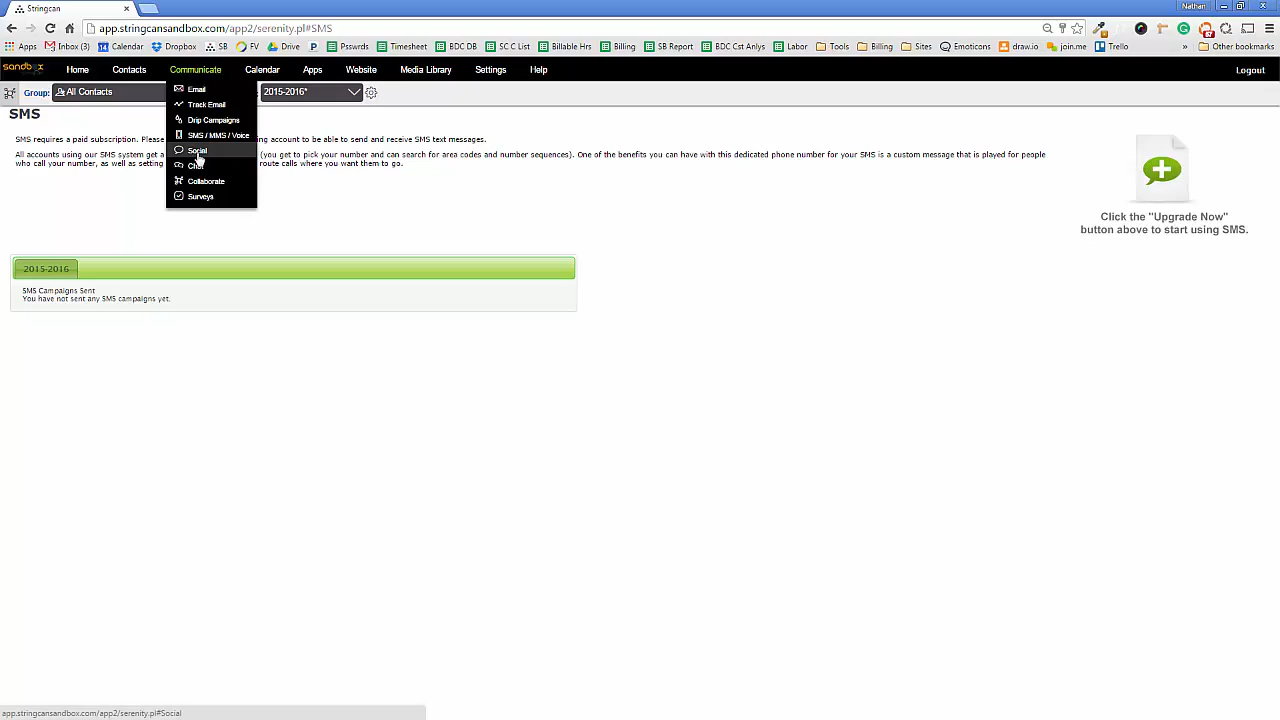 Stringcan
Nathan
app.stringcansandbox.com/app2/serenity.pl#SMS
Apps Inbox (3) Calendar Dropbox SB FV Drive Psswrds Timesheet BDC DB SC C List Billable Hrs Billing SB Report BDC Cst Anlys Labor Tools Billing Sites Emoticons draw.io join.me Trello » Other bookmarks
sandbox Home Contacts Communicate Calendar Apps Website Media Library Settings Help Logout
Group: All Contacts 2015-2016*
Email
Track Email
Drip Campaigns
SMS / MMS / Voice
Social
Chat
Collaborate
Surveys
SMS
SMS requires a paid subscription. Please ing account to be able to send and receive SMS text messages.
All accounts using our SMS system get a (you get to pick your number and can search for area codes and number sequences). One of the benefits you can have with this dedicated phone number for your SMS is a custom message that is played for people
who call your number, as well as setting route calls where you want them to go.
Click the "Upgrade Now"
button above to start using SMS.
2015-2016
SMS Campaigns Sent
You have not sent any SMS campaigns yet.
app.stringcansandbox.com/app2/serenity.pl#Social